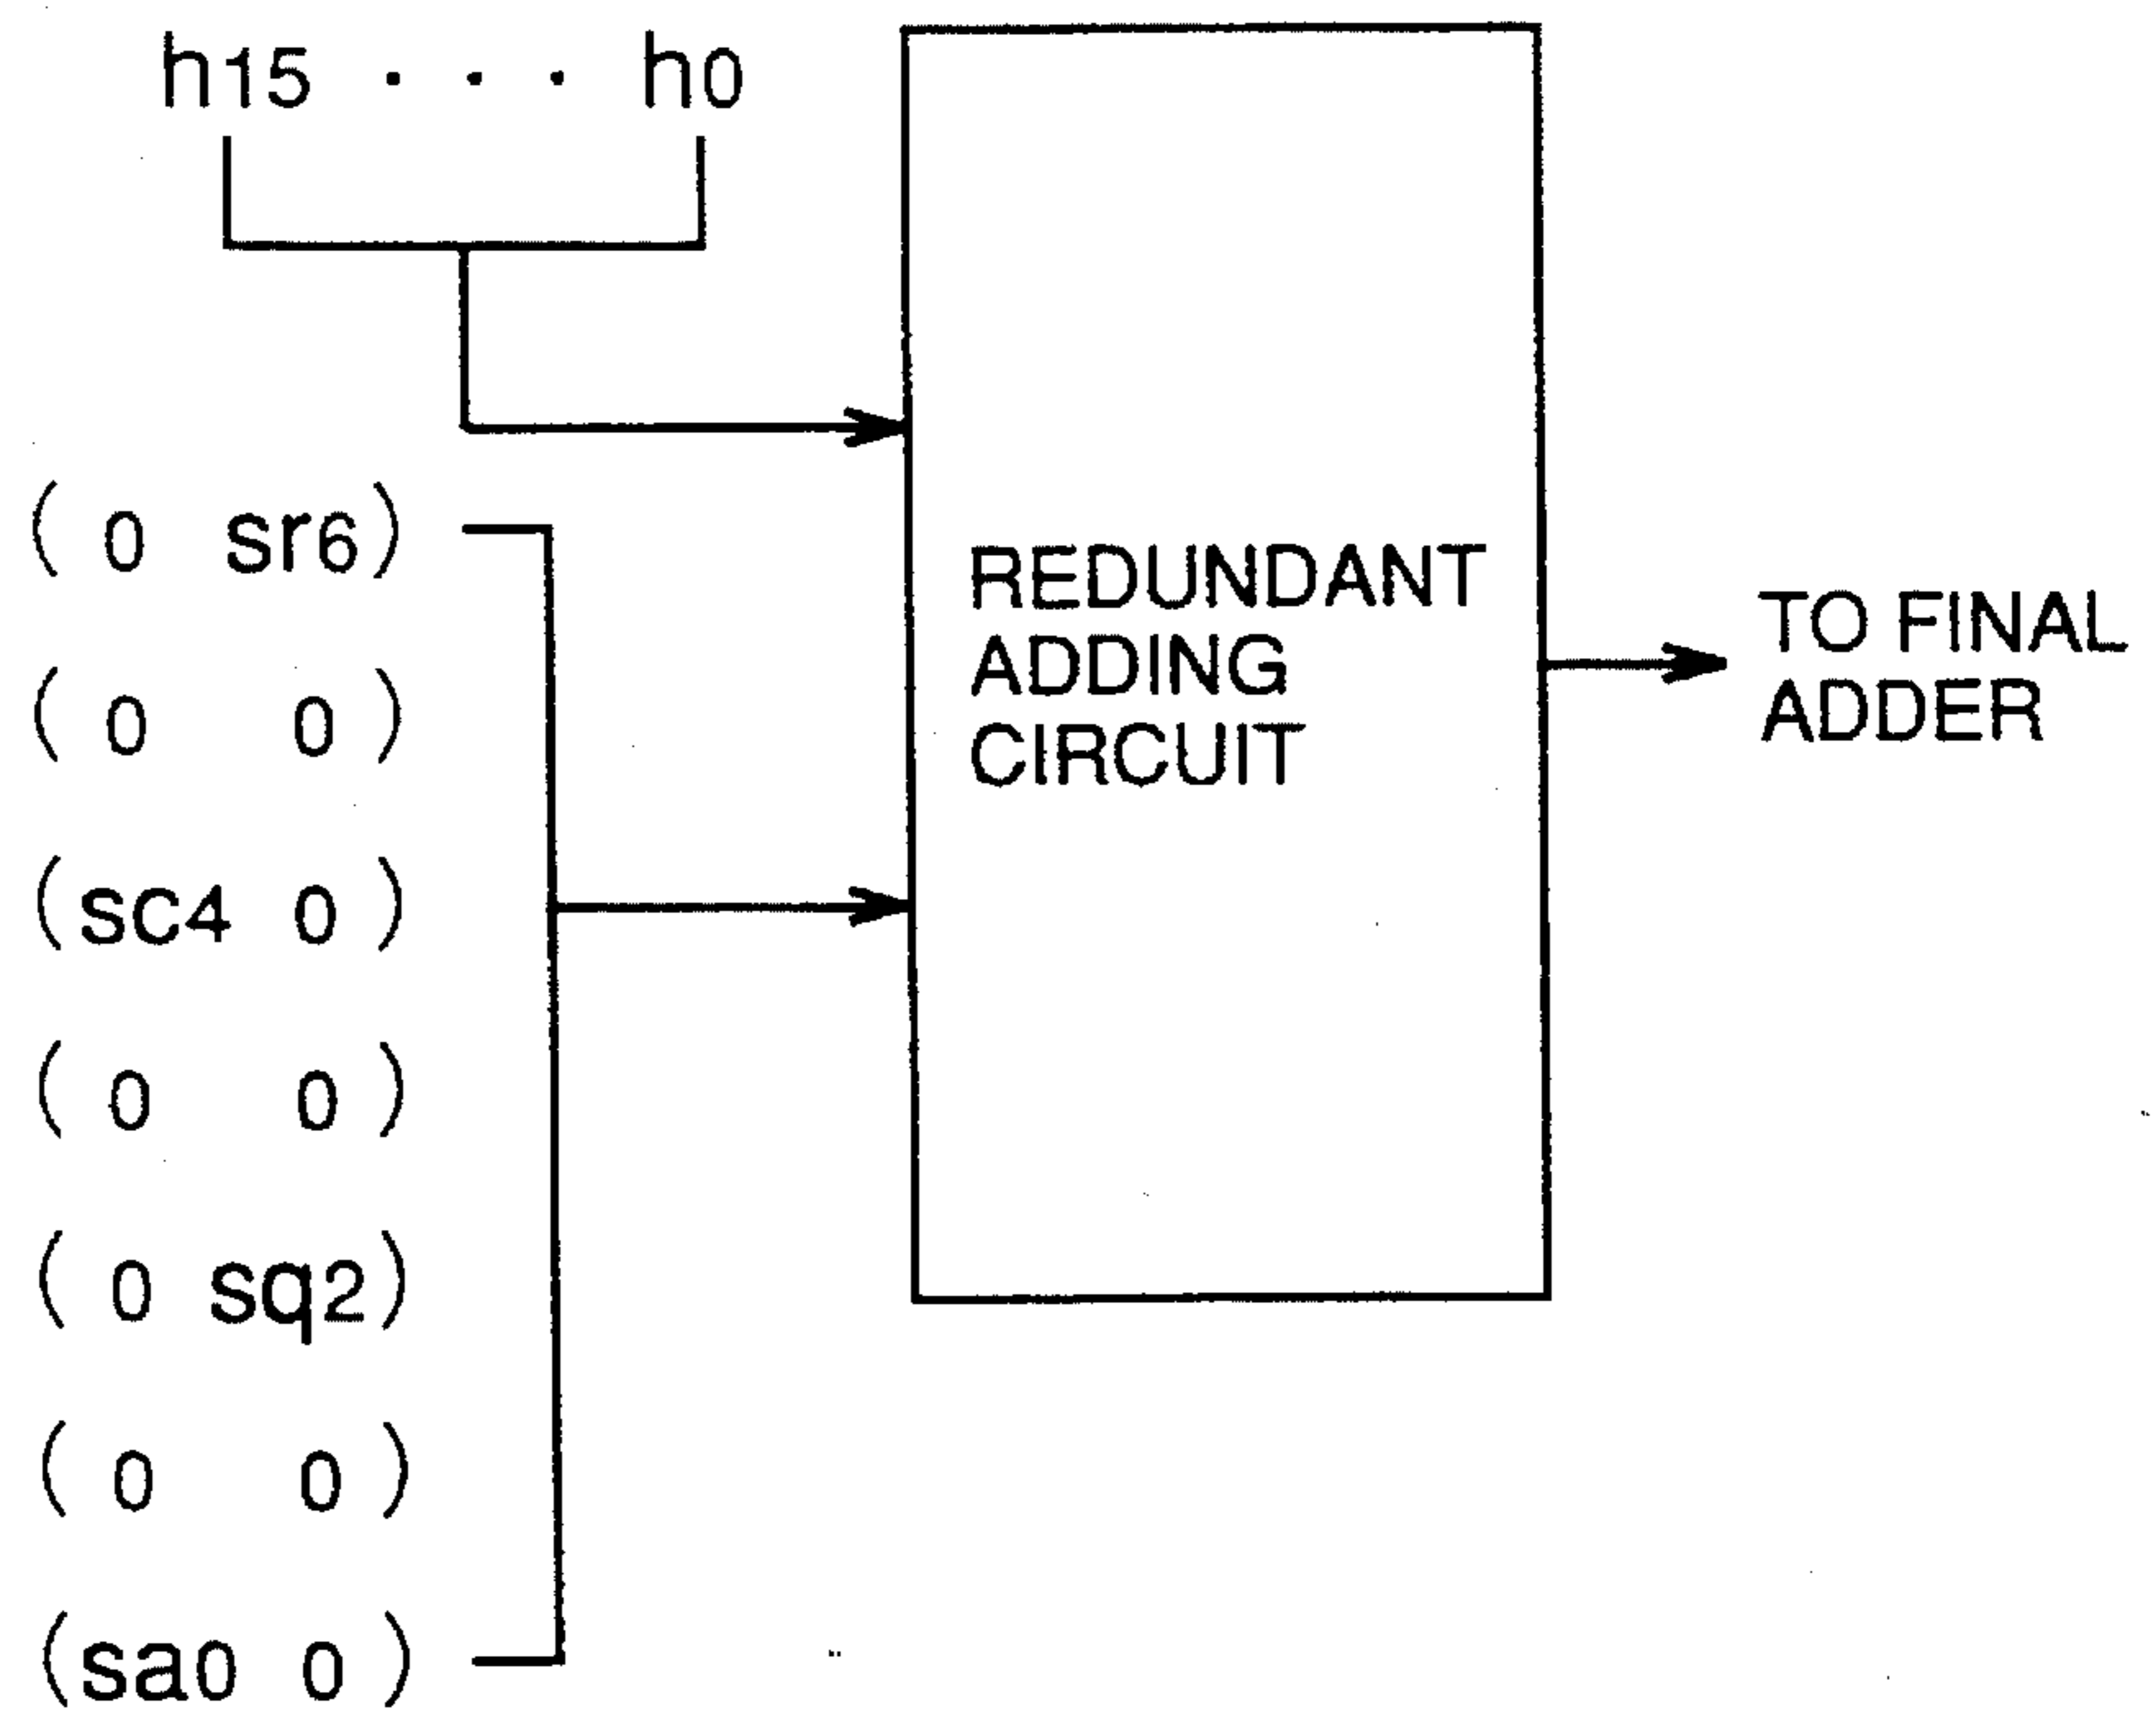 h15 · · · h0
( 0 sr6)
( 0 0 )
(sc4 0 )
( 0 0 )
( 0 sq2)
( 0 0 )
(sa0 0 )
REDUNDANT
ADDING
CIRCUIT
TO FINAL
ADDER